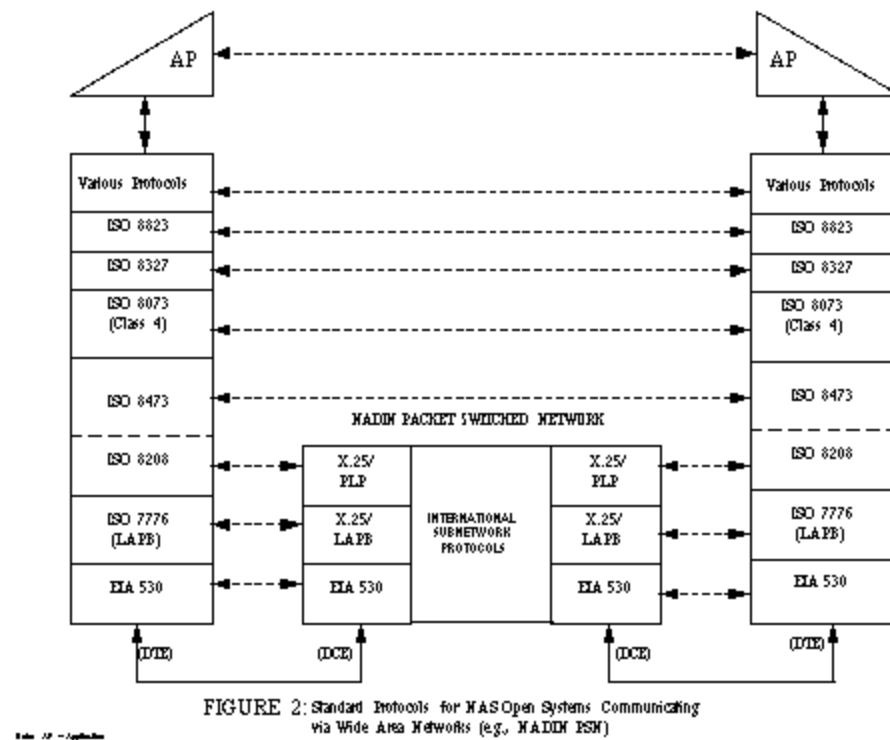 AP
AP
Various Protocols
ISO 8823
ISO 8327
ISO 8073
(Class 4)
ISO 8473
ISO 8208
ISO 7776
(LAPB)
EIA 530
NADIN PACKET SWITCHED NETWORK
X.25/
PLP
X.25/
LAPB
EIA 530
INTERNATIONAL
SUBNETWORK
PROTOCOLS
X.25/
PLP
X.25/
LAPB
EIA 530
Various Protocols
ISO 8823
ISO 8327
ISO 8073
(Class 4)
ISO 8473
ISO 8208
ISO 7776
(LAPB)
EIA 530
(DTE)
(DCE)
(DCE)
(DTE)
FIGURE 2: Standard Protocols for NAS Open Systems Communicating
via Wide Area Networks (e.g., NADIN PSN)